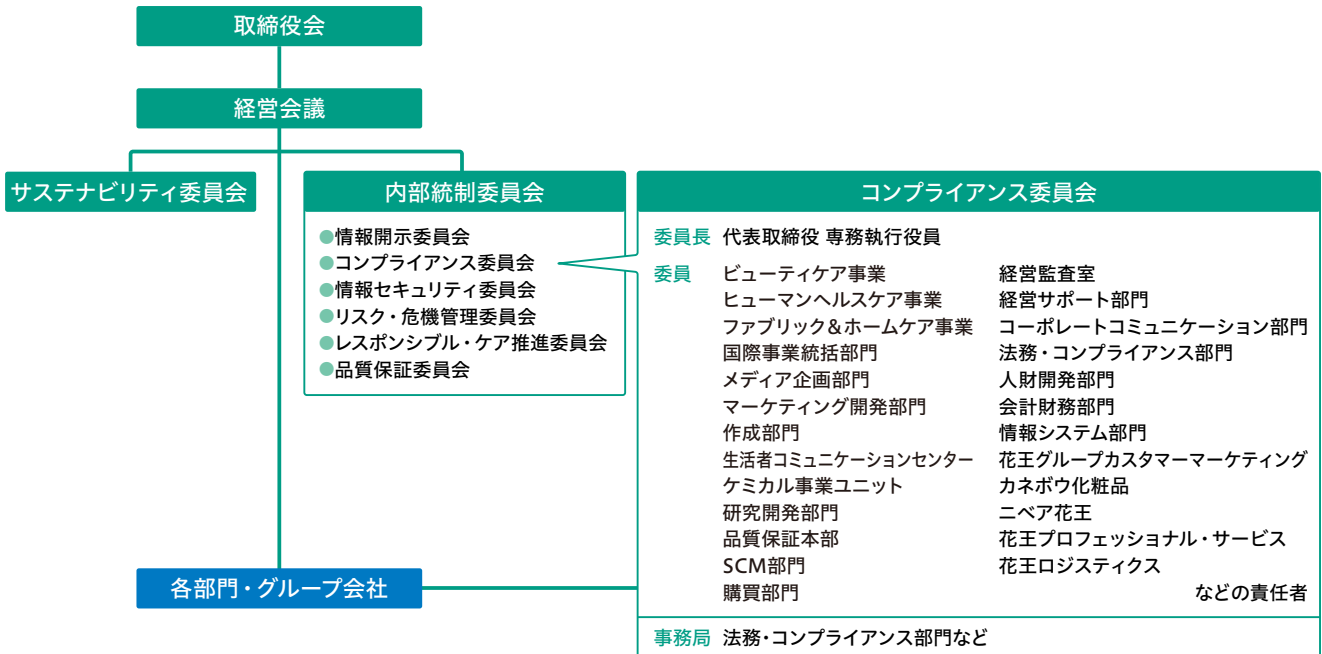 取締役会
経営会議
サステナビリティ委員会
内部統制委員会
●情報開示委員会
●コンプライアンス委員会
●情報セキュリティ委員会
●リスク・危機管理委員会
●レスポンシブル・ケア推進委員会
●品質保証委員会
コンプライアンス委員会
委員長 代表取締役 専務執行役員
委員 ビューティケア事業 経営監査室
ヒューマンヘルスケア事業 経営サポート部門
ファブリック&ホームケア事業 コーポレートコミュニケーション部門
国際事業統括部門 法務・コンプライアンス部門
メディア企画部門 人財開発部門
マーケティング開発部門 会計財務部門
作成部門 情報システム部門
生活者コミュニケーションセンター 花王グループカスタマーマーケティング
ケミカル事業ユニット カネボウ化粧品
研究開発部門 ニベア花王
品質保証本部 花王プロフェッショナル・サービス
SCM部門 花王ロジスティクス
購買部門 などの責任者
事務局 法務・コンプライアンス部門など
各部門・グループ会社